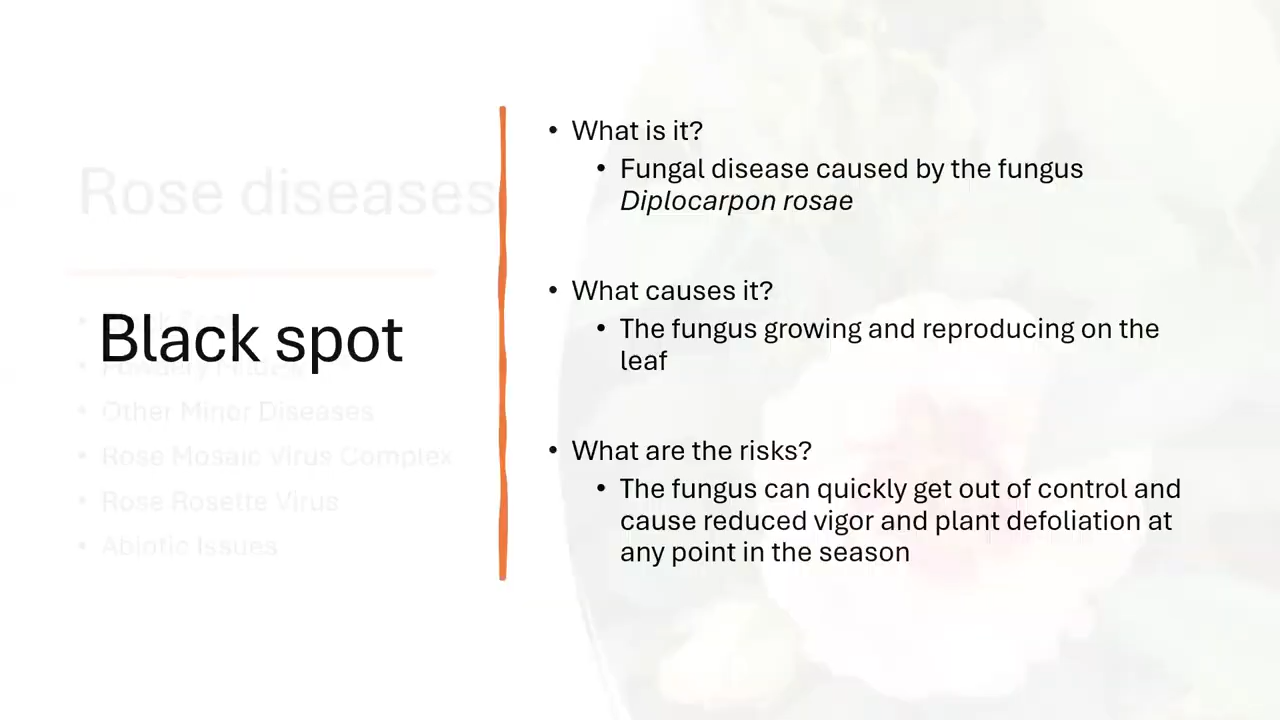 Rose diseases
Black spot
• Other Minor Diseases
• Rose Mosaic Virus Complex
• Rose Rosette Virus
• Abiotic Issues
• What is it?
• Fungal disease caused by the fungus
Diplocarpon rosae
• What causes it?
• The fungus growing and reproducing on the
leaf
• What are the risks?
• The fungus can quickly get out of control and
cause reduced vigor and plant defoliation at
any point in the season